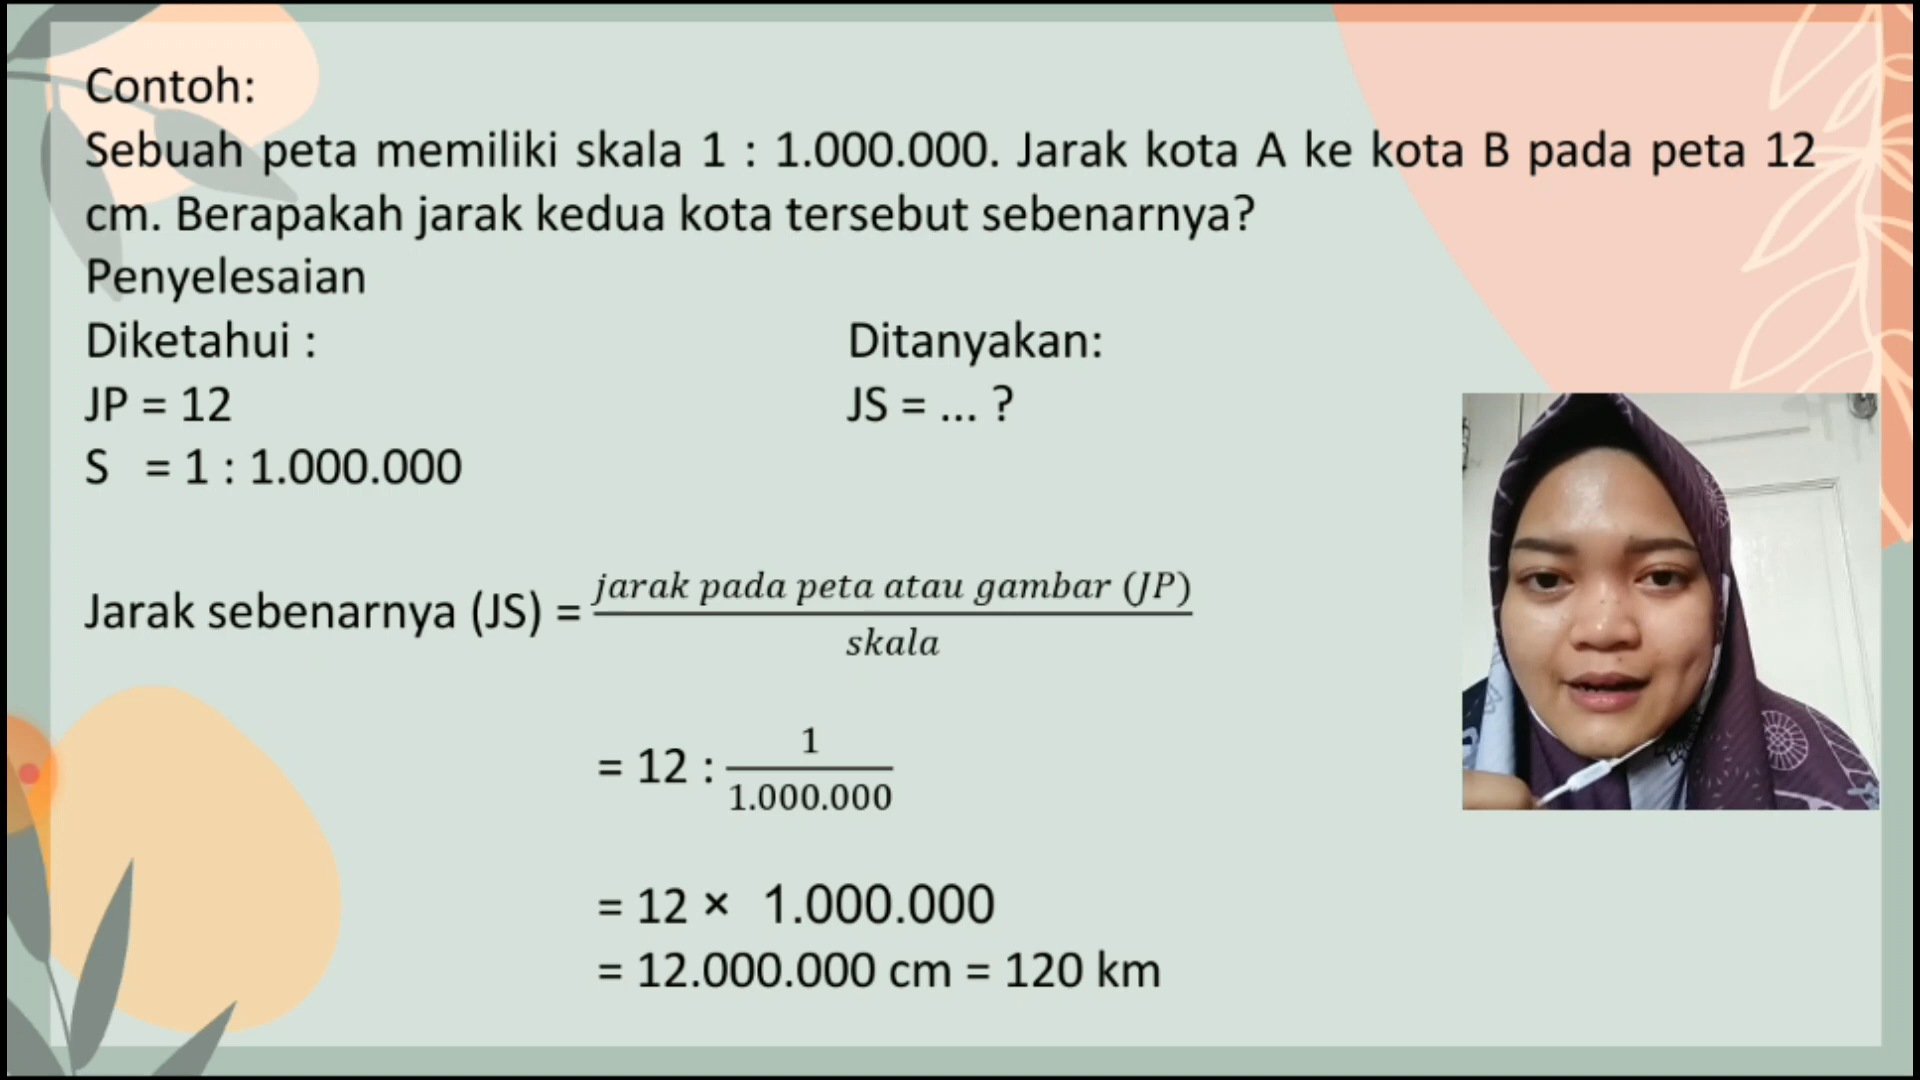 Contoh:
Sebuah peta memiliki skala 1 : 1.000.000. Jarak kota A ke kota B pada peta 12
cm. Berapakah jarak kedua kota tersebut sebenarnya?
Penyelesaian
Diketahui :
Ditanyakan:
JP = 12
JS = ... ?
S = 1 : 1.000.000
Jarak sebenarnya (JS) = jarak pada peta atau gambar (JP)
skala
= 12 : 1
1.000.000
= 12 × 1.000.000
= 12.000.000 cm = 120 km